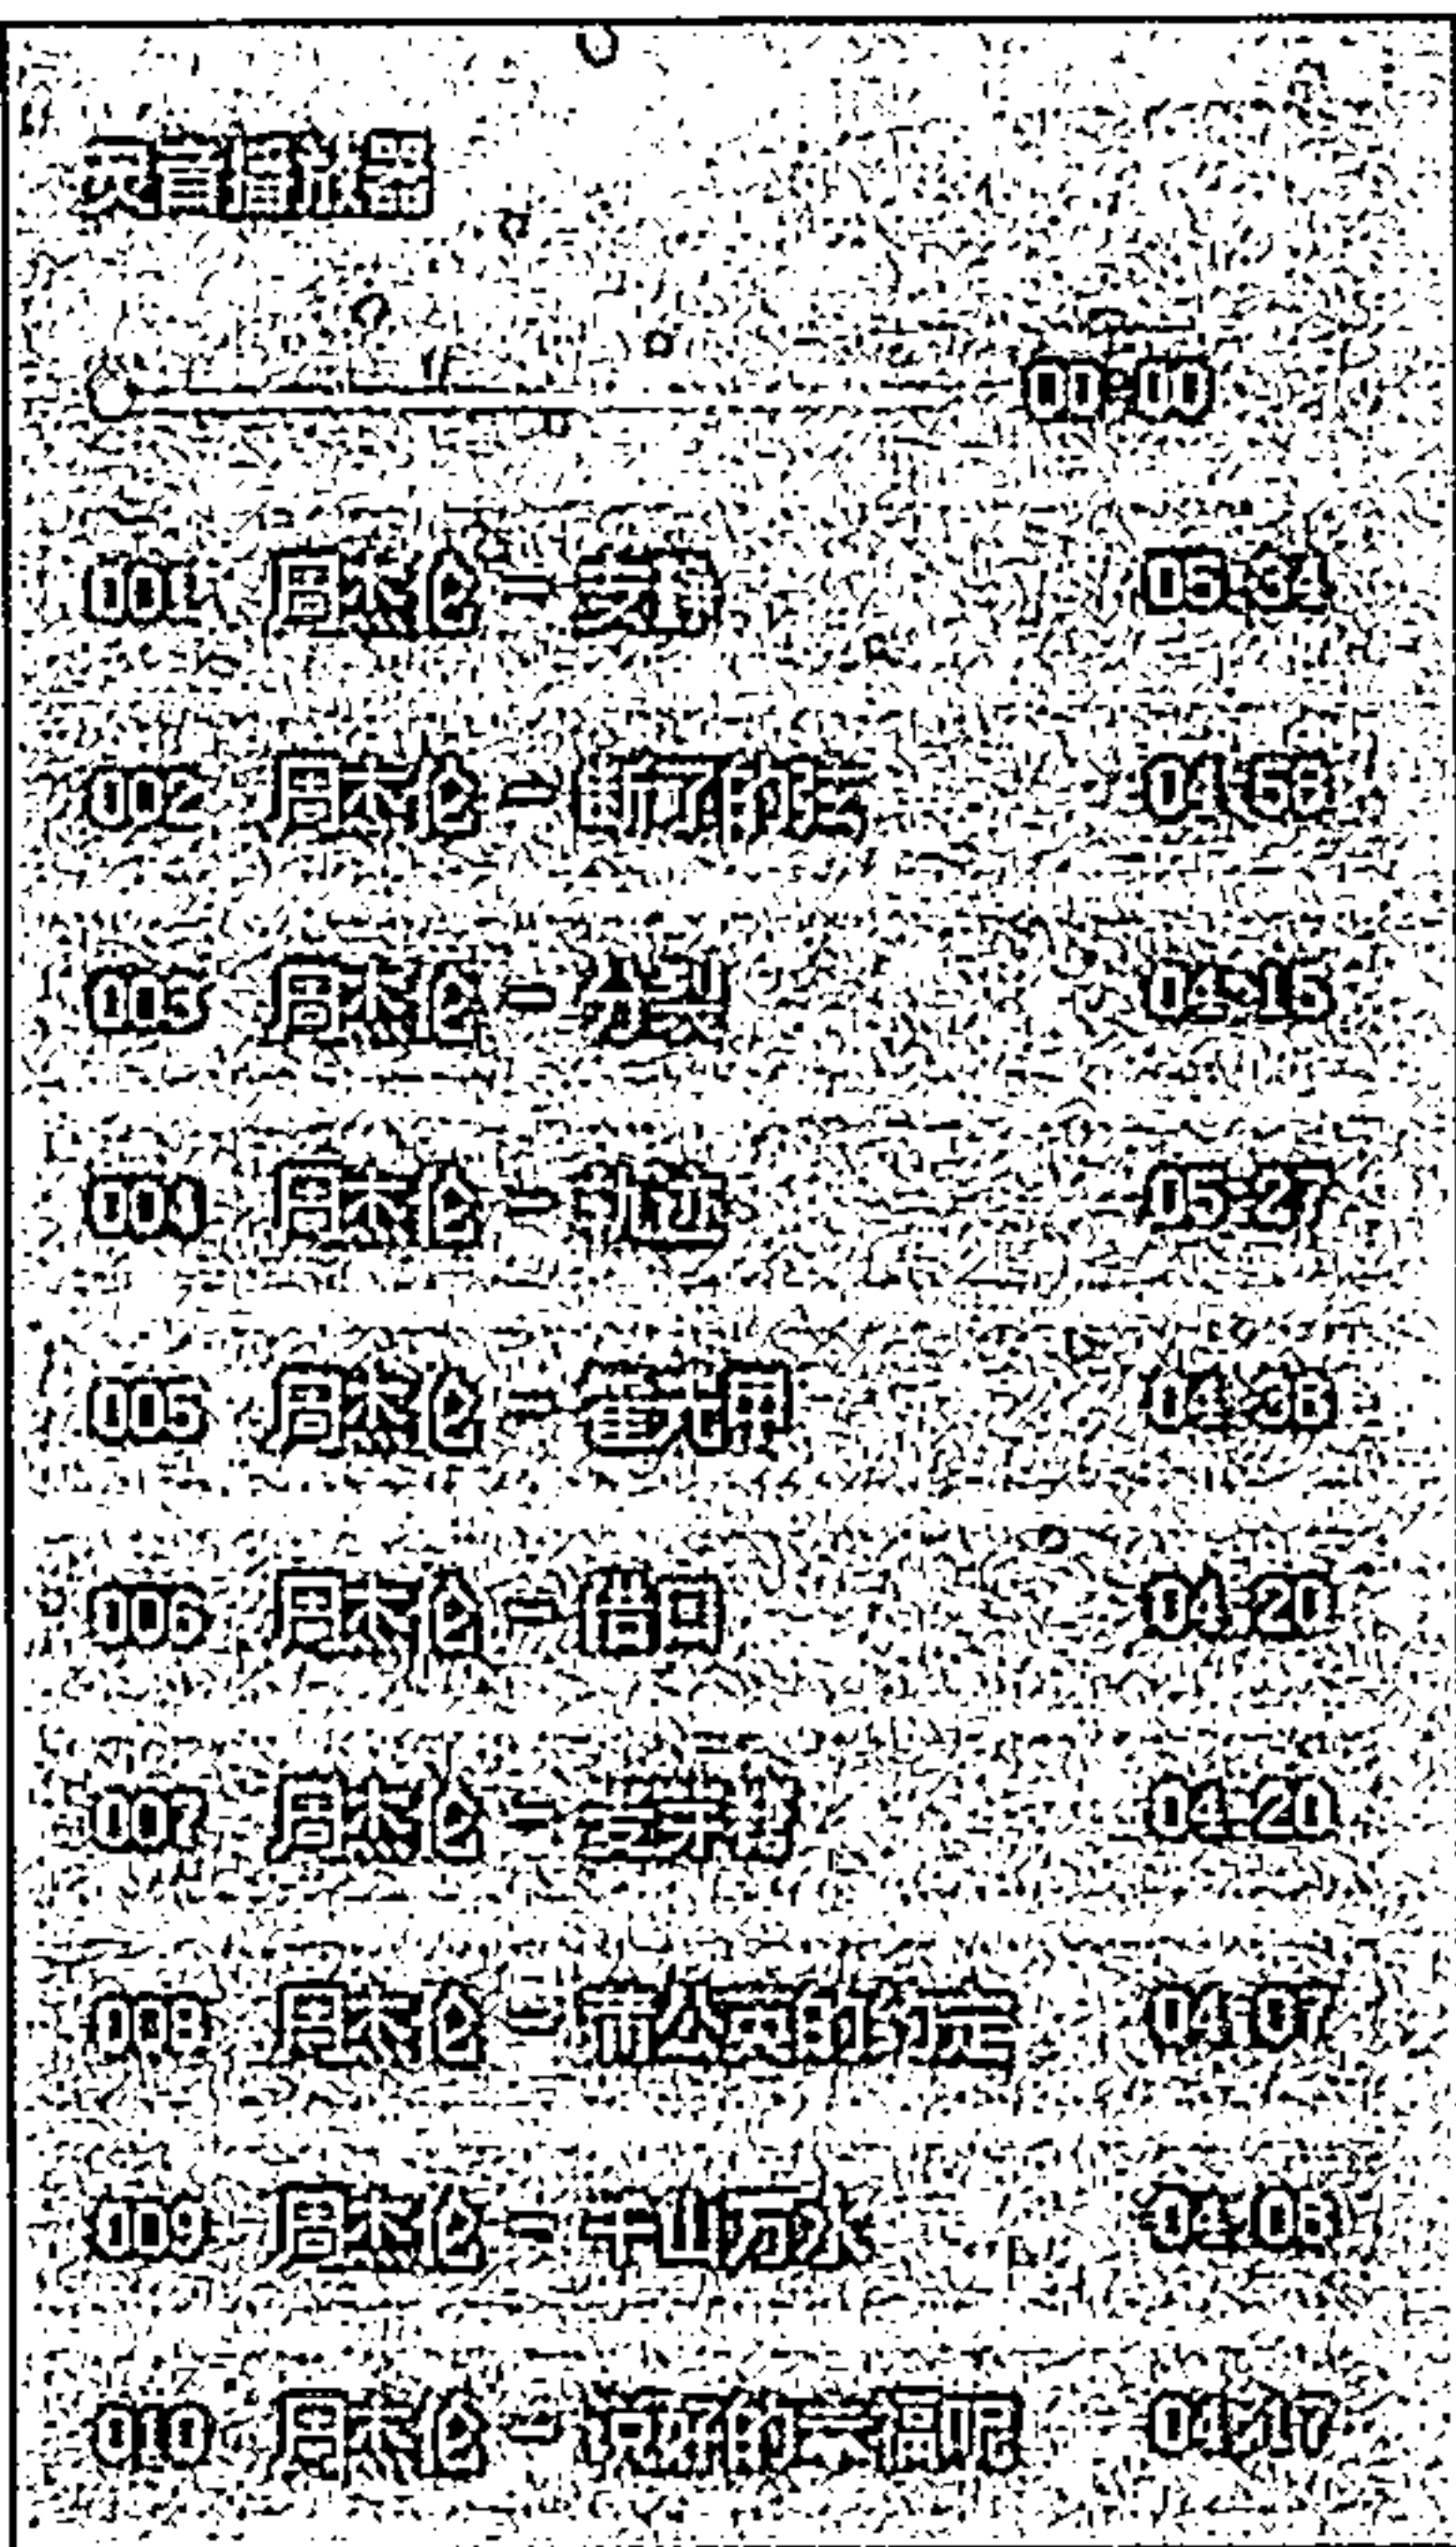 灵音播放器
00:00
001 周杰伦 - 安静 05:34
002 周杰伦 - 断了的弦 04:58
003 周杰伦 - 分裂 04:15
004 周杰伦 - 轨迹 05:27
005 周杰伦 - 霍元甲
006 周杰伦 - 借口 04:20
007 周杰伦 - 麦芽糖 04:20
008 周杰伦 - 蒲公英的约定 04:07
009 周杰伦 - 千山万水
010 周杰伦 - 说好的幸福呢 04:17